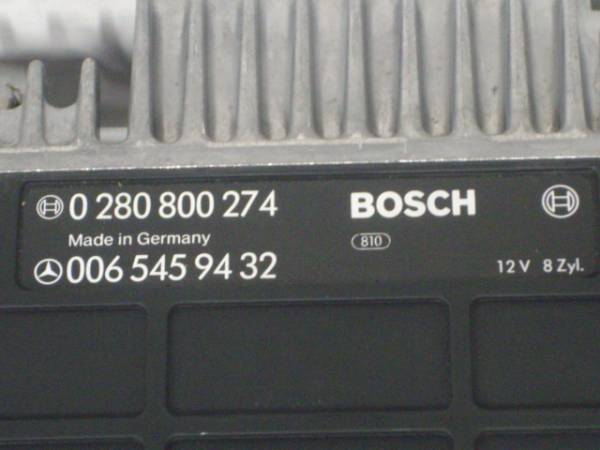 0 280 800 274 BOSCH
Made in Germany 810
006 545 94 32 12 V 8 Zyl.